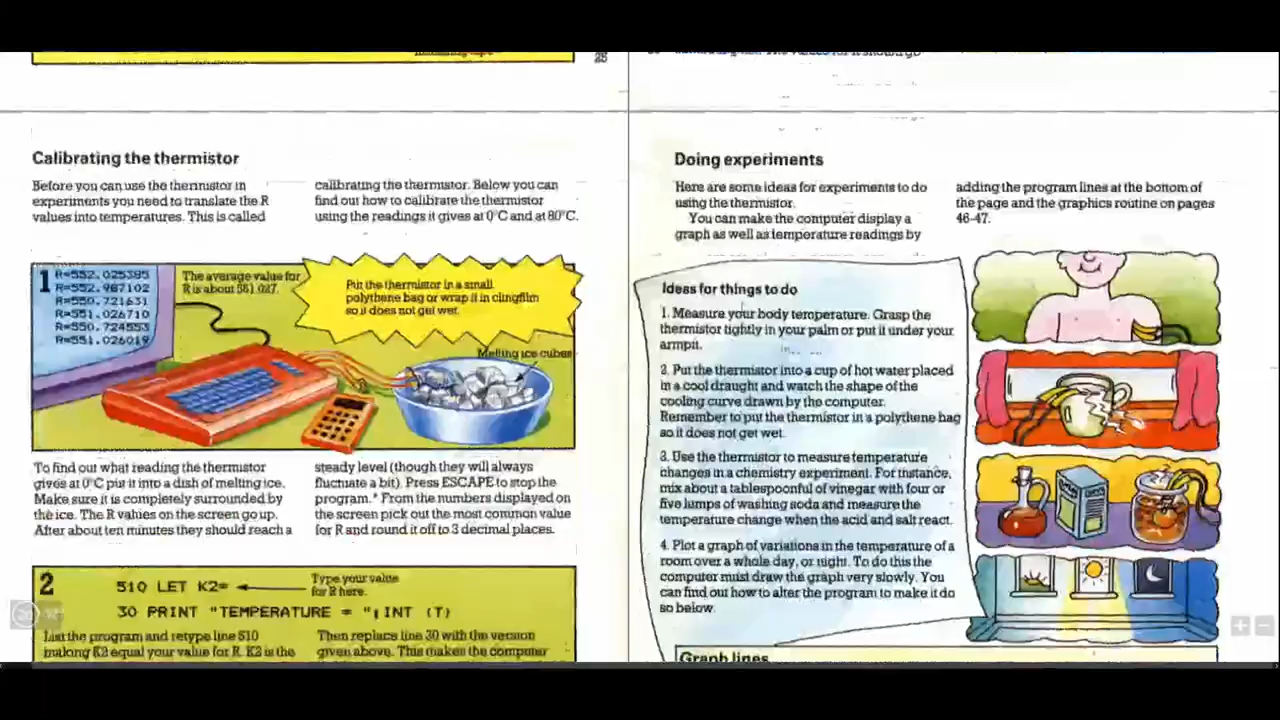 25
Calibrating the thermistor
Before you can use the thermistor in
experiments you need to translate the R
values into temperatures. This is called
calibrating the thermistor. Below you can
find out how to calibrate the thermistor
using the readings it gives at 0°C and at 80°C.
1
R=552.025385
R=552.987102
R=550.721631
R=551.026710
R=550.724553
R=551.026019
The average value for
R is about 551.027.
Put the thermistor in a small
polythene bag or wrap it in clingfilm
so it does not get wet.
Melting ice cubes
To find out what reading the thermistor
gives at 0°C put it into a dish of melting ice.
Make sure it is completely surrounded by
the ice. The R values on the screen go up.
After about ten minutes they should reach a
steady level (though they will always
fluctuate a bit). Press ESCAPE to stop the
program.* From the numbers displayed on
the screen pick out the most common value
for R and round it off to 3 decimal places.
2
510 LET K2=
Type your value
for R here.
30 PRINT "TEMPERATURE = ";INT (T)
List the program and retype line 510
making K2 equal your value for R. K2 is the
Then replace line 30 with the version
given above. This makes the computer
Doing experiments
Here are some ideas for experiments to do
using the thermistor.
You can make the computer display a
graph as well as temperature readings by
adding the program lines at the bottom of
the page and the graphics routine on pages
46-47.
Ideas for things to do
1. Measure your body temperature. Grasp the
thermistor tightly in your palm or put it under your
armpit.
2. Put the thermistor into a cup of hot water placed
in a cool draught and watch the shape of the
cooling curve drawn by the computer.
Remember to put the thermistor in a polythene bag
so it does not get wet.
3. Use the thermistor to measure temperature
changes in a chemistry experiment. For instance,
mix about a tablespoonful of vinegar with four or
five lumps of washing soda and measure the
temperature change when the acid and salt react.
4. Plot a graph of variations in the temperature of a
room over a whole day, or night. To do this the
computer must draw the graph very slowly. You
can find out how to alter the program to make it do
so below.
Graph lines